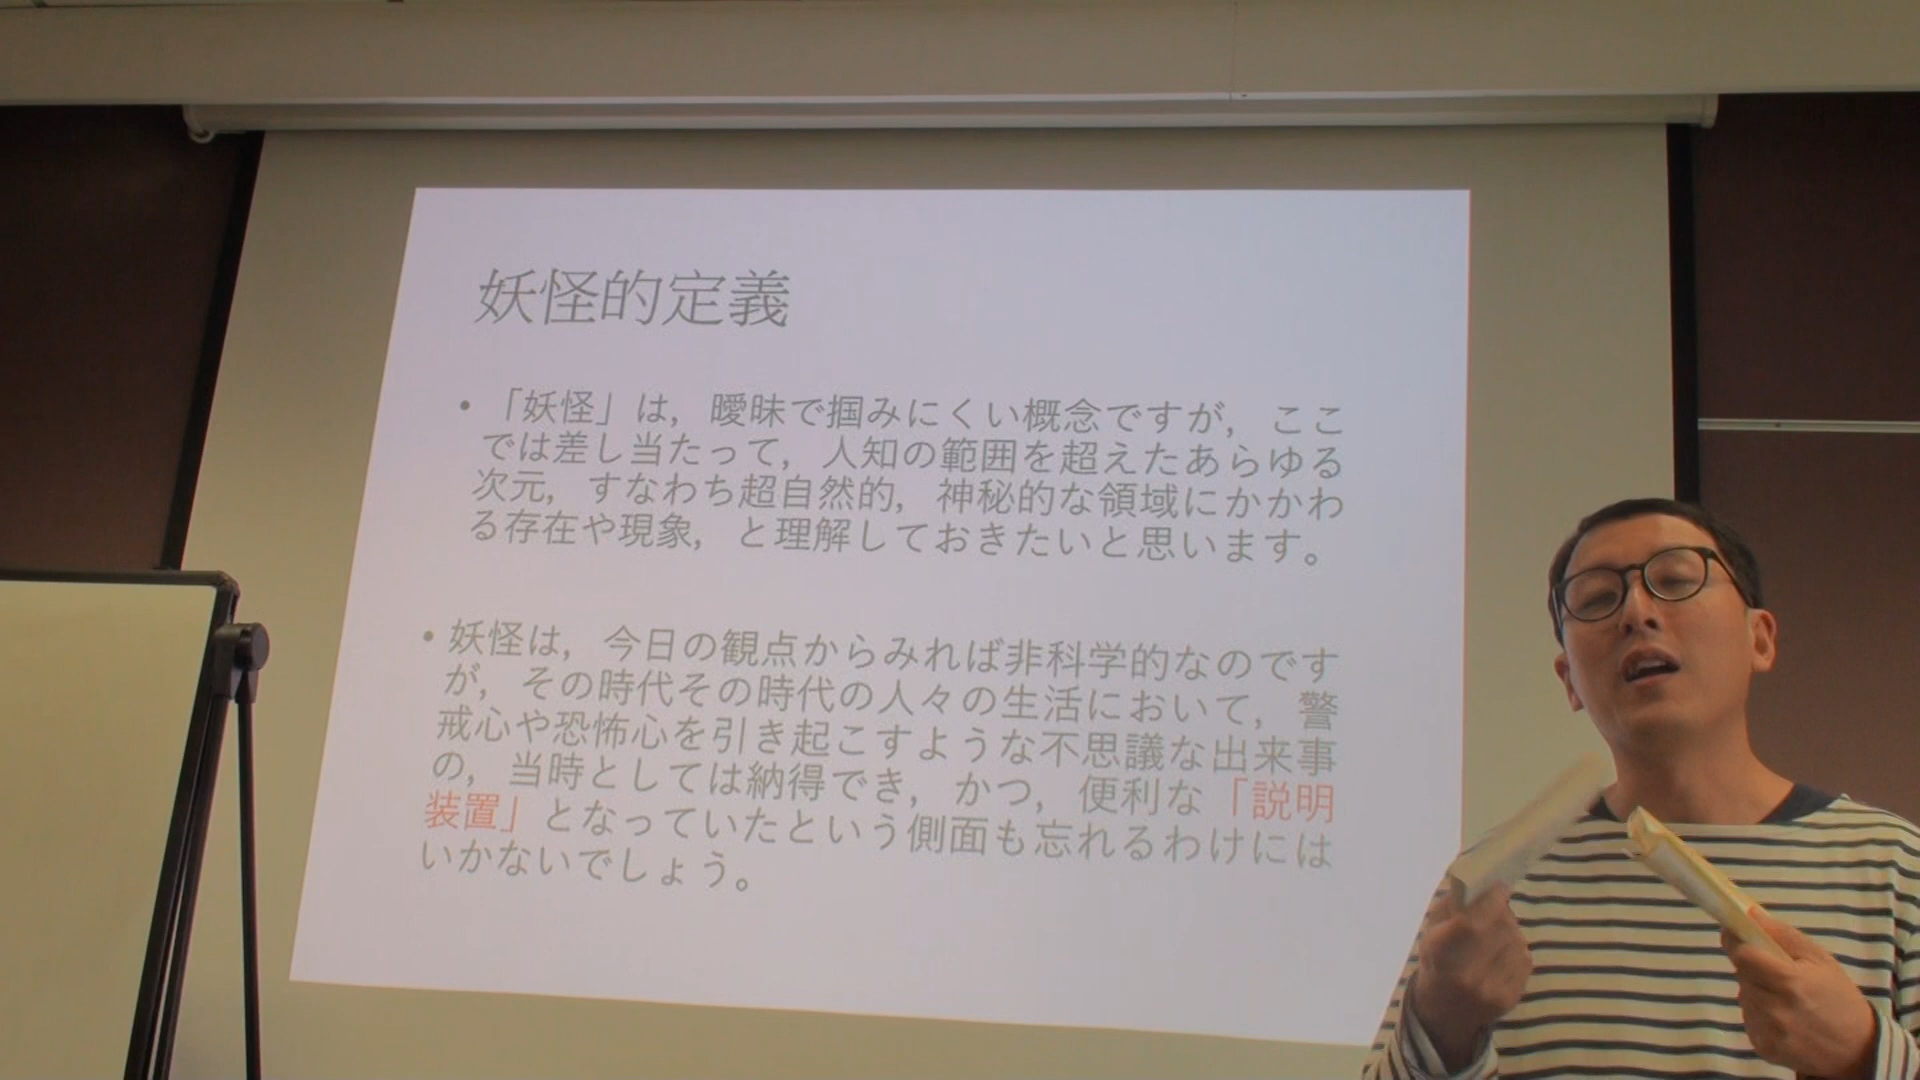 妖怪的定義
• 「妖怪」は，曖昧で掴みにくい概念ですが，ここ
では差し当たって，人知の範囲を超えたあらゆる
次元，すなわち超自然的，神秘的な領域にかかわ
る存在や現象，と理解しておきたいと思います。
• 妖怪は，今日の観点からみれば非科学的なのです
が，その時代その時代の人々の生活において，警
戒心や恐怖心を引き起こすような不思議な出来事
の，当時としては納得でき，かつ，便利な「説明
装置」となっていたという側面も忘れるわけには
いかないでしょう。